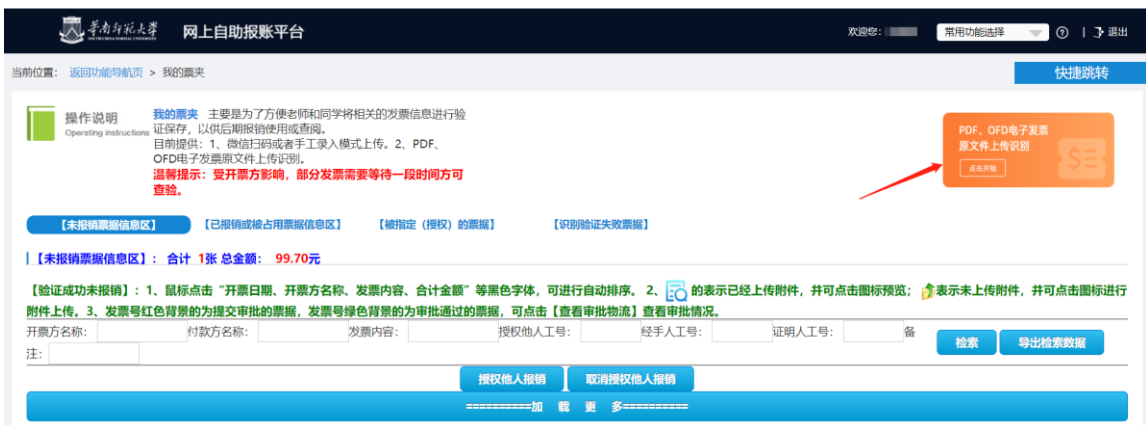 华南师范大学 网上自助报账平台 欢迎您: 常用功能选择 | 退出
SOUTH CHINA NORMAL UNIVERSITY
当前位置: 返回功能导航页 > 我的票夹
快捷跳转
操作说明
Operating instructions
我的票夹 主要是为了方便老师和同学将相关的发票信息进行验
证保存，以供后期报销使用或查阅。
目前提供：1、微信扫码或者手工录入模式上传。2、PDF、
OFD电子发票原文件上传识别。
温馨提示：受开票方影响，部分发票需要等待一段时间方可
查验。
PDF、OFD电子发票
原文件上传识别
点击开始
【未报销票据信息区】 【已报销或被占用票据信息区】 【被指定（授权）的票据】 【识别验证失败票据】
【未报销票据信息区】: 合计 1张 总金额: 99.70元
【验证成功未报销】: 1、鼠标点击“开票日期、开票方名称、发票内容、合计金额”等黑色字体，可进行自动排序。 2、 的表示已经上传附件，并可点击图标预览； 表示未上传附件，并可点击图标进行
附件上传。3、发票号红色背景的为提交审批的票据，发票号绿色背景的为审批通过的票据，可点击【查看审批物流】查看审批情况。
开票方名称: 付款方名称: 发票内容: 授权他人工号: 经手人工号: 证明人工号: 备
注:
检索 导出检索数据
授权他人报销 取消授权他人报销
==========加 载 更 多==========